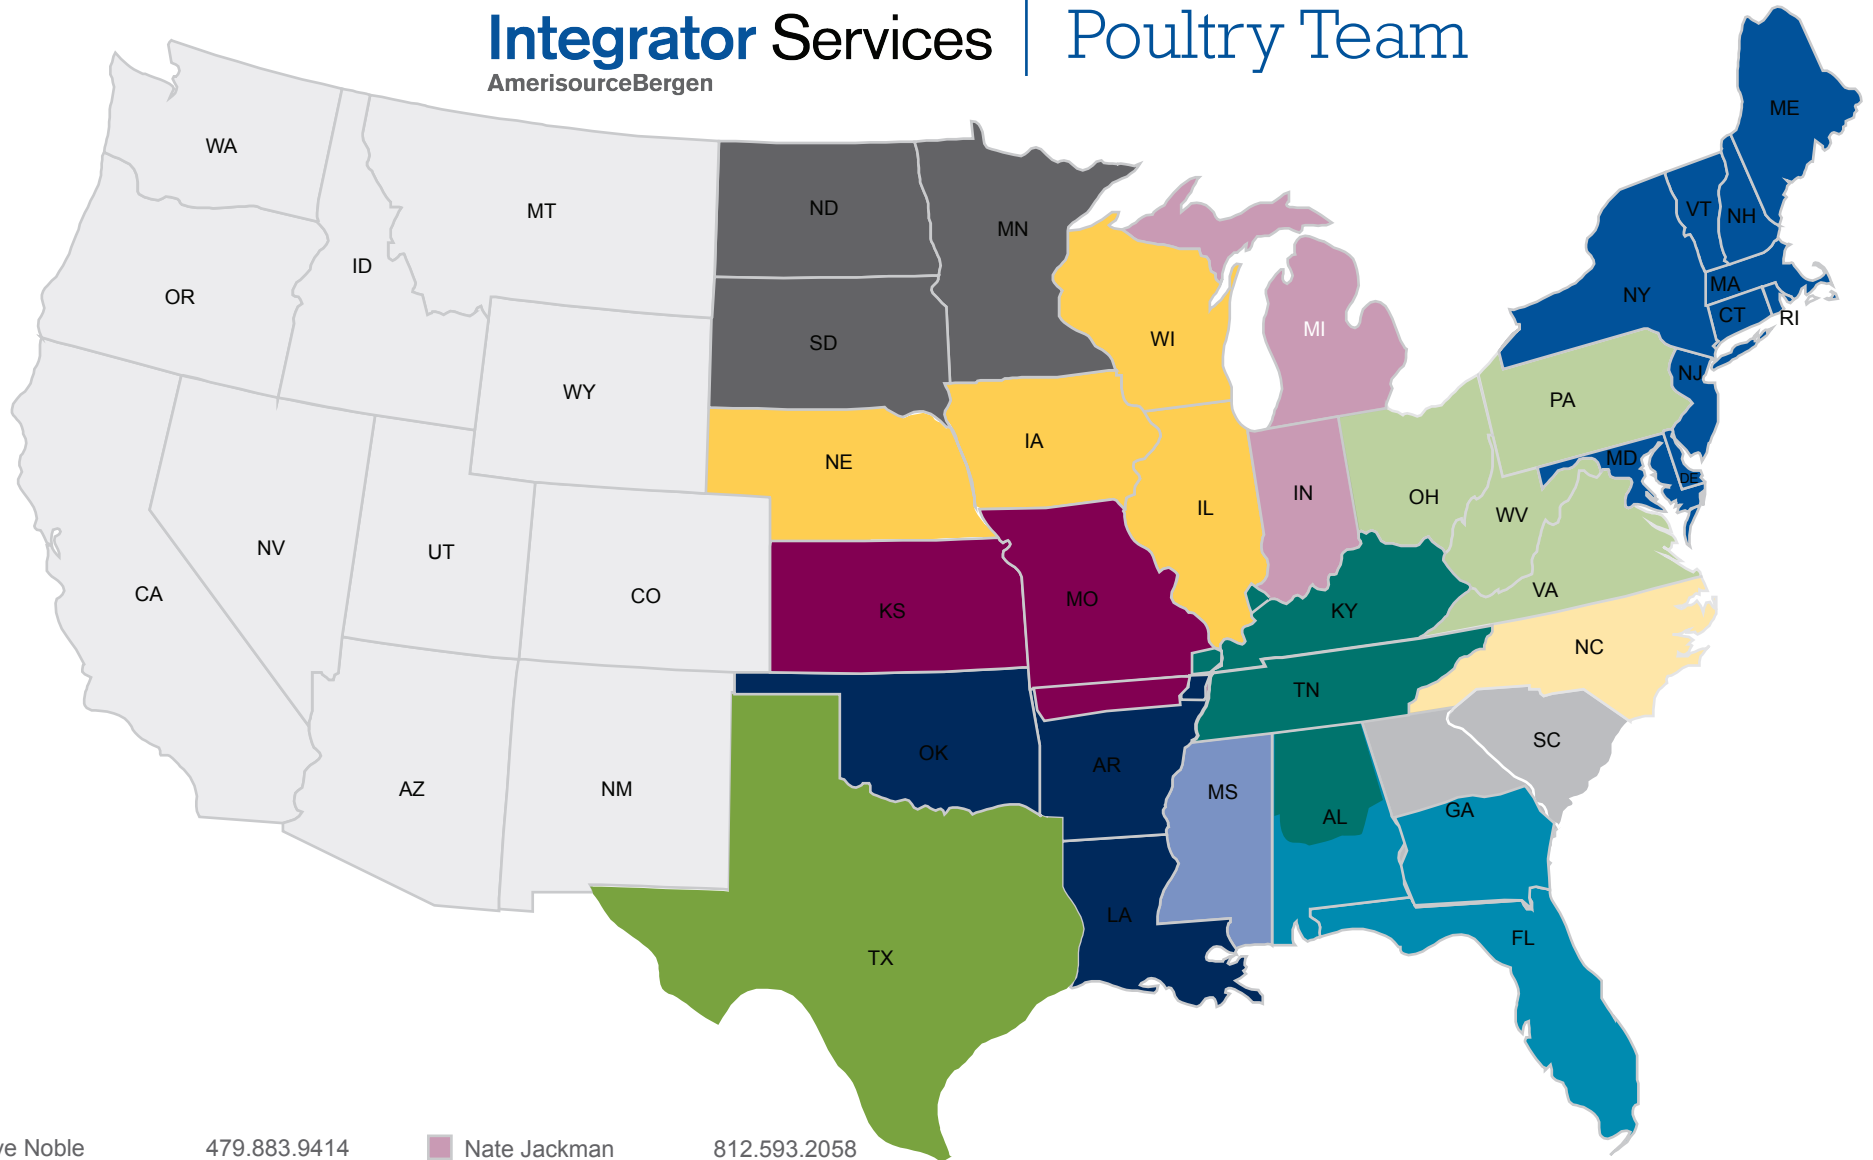 Integrator Services | Poultry Team
AmerisourceBergen
WA
MT
ND
MN
ME
VT
NH
ID
OR
SD
WI
MI
NY
MA
CT
RI
WY
NE
IA
PA
NJ
IL
IN
OH
MD
DE
WV
NV
UT
CA
CO
KS
MO
KY
VA
NC
TN
AZ
NM
OK
AR
MS
AL
GA
SC
LA
TX
FL
Noble 479.883.9414 Nate Jackman 812.593.2058